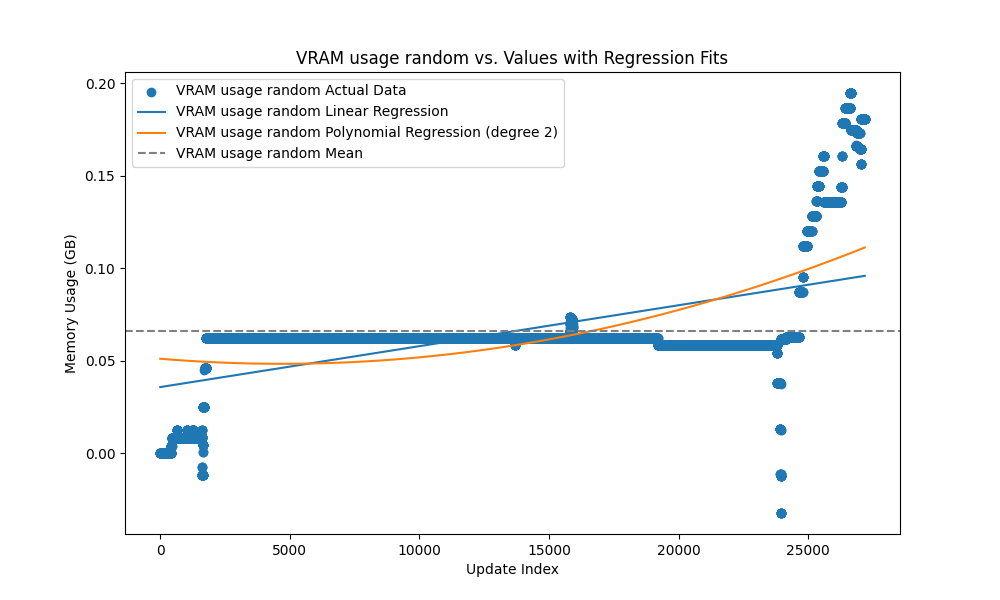 VRAM usage random vs. Values with Regression Fits
VRAM usage random Actual Data
VRAM usage random Linear Regression
VRAM usage random Polynomial Regression (degree 2)
VRAM usage random Mean
Memory Usage (GB)
0.20
0.15
0.10
0.05
0.00
0
5000
10000
15000
20000
25000
Update Index